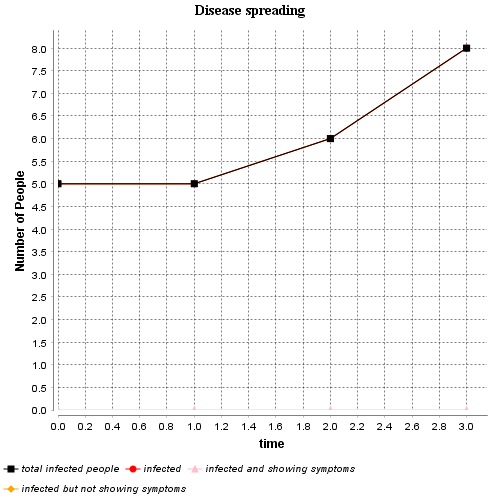 Disease spreading
Number of People
8.0
7.5
7.0
6.5
6.0
5.5
5.0
4.5
4.0
3.5
3.0
2.5
2.0
1.5
1.0
0.5
0.0
0.0 0.2 0.4 0.6 0.8 1.0 1.2 1.4 1.6 1.8 2.0 2.2 2.4 2.6 2.8 3.0
time
total infected people infected infected and showing symptoms
infected but not showing symptoms